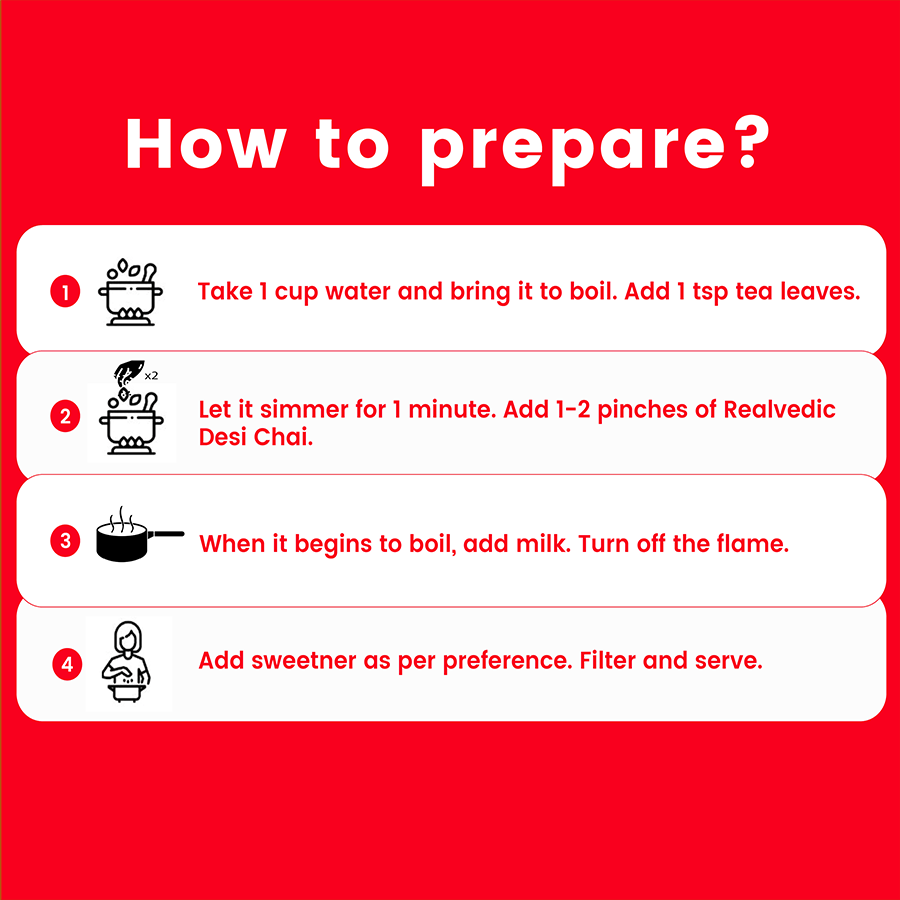 How to prepare?
1
Take 1 cup water and bring it to boil. Add 1 tsp tea leaves.
x2
2
Let it simmer for 1 minute. Add 1-2 pinches of Realvedic
Desi Chai.
3
When it begins to boil, add milk. Turn off the flame.
4
Add sweetner as per preference. Filter and serve.